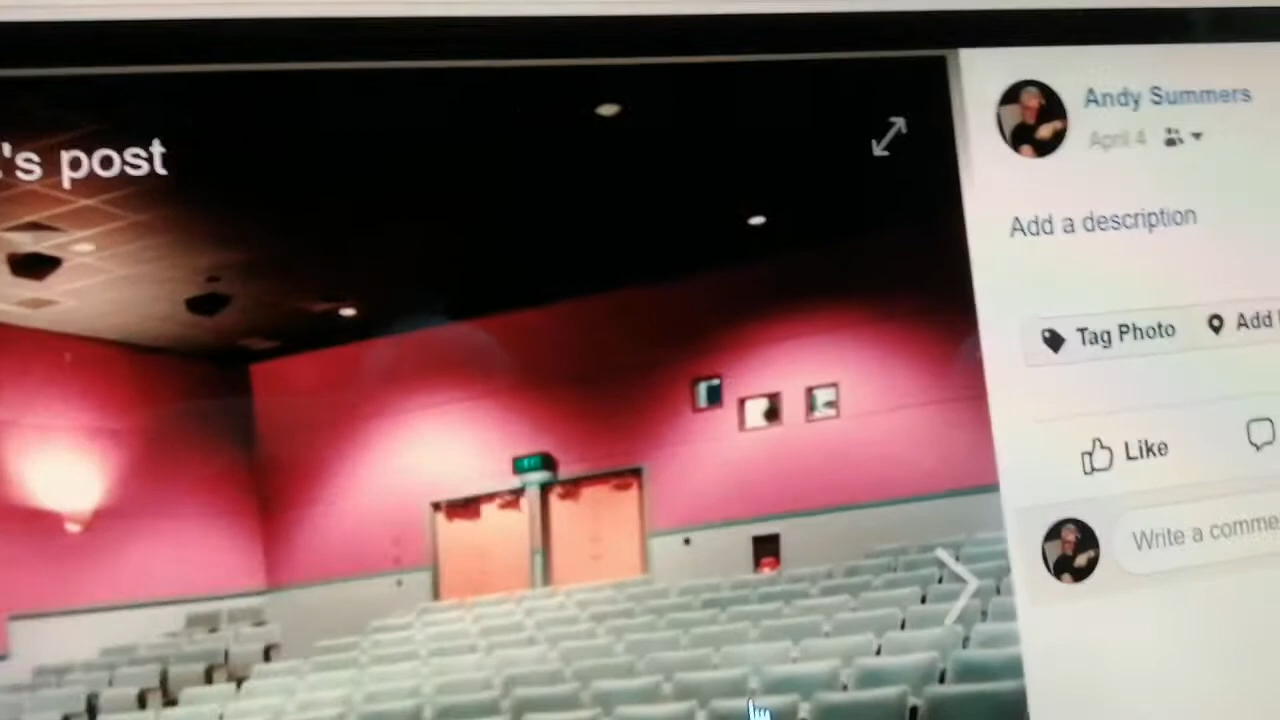 's post
Andy Summers
April 4
Add a description
Tag Photo
Add
Like
Write a comme